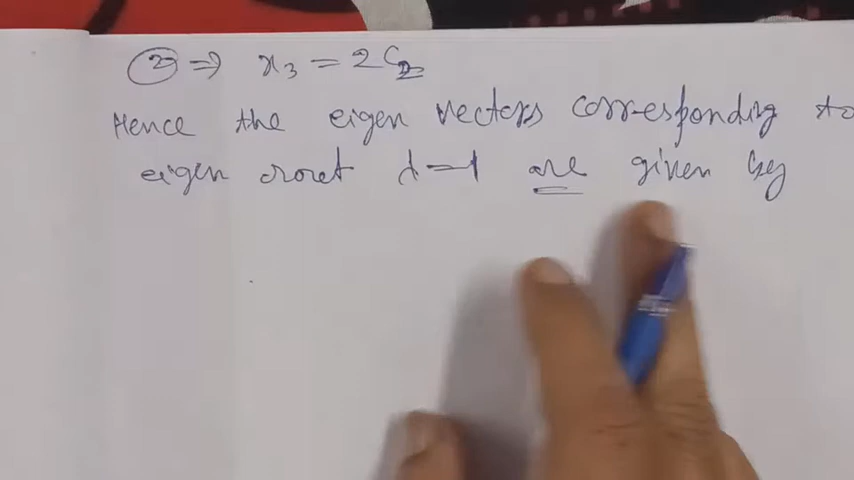 ② ⇒ x₃ = 2C₂
Hence the eigen vectors corresponding to
eigen root λ=1 are given by